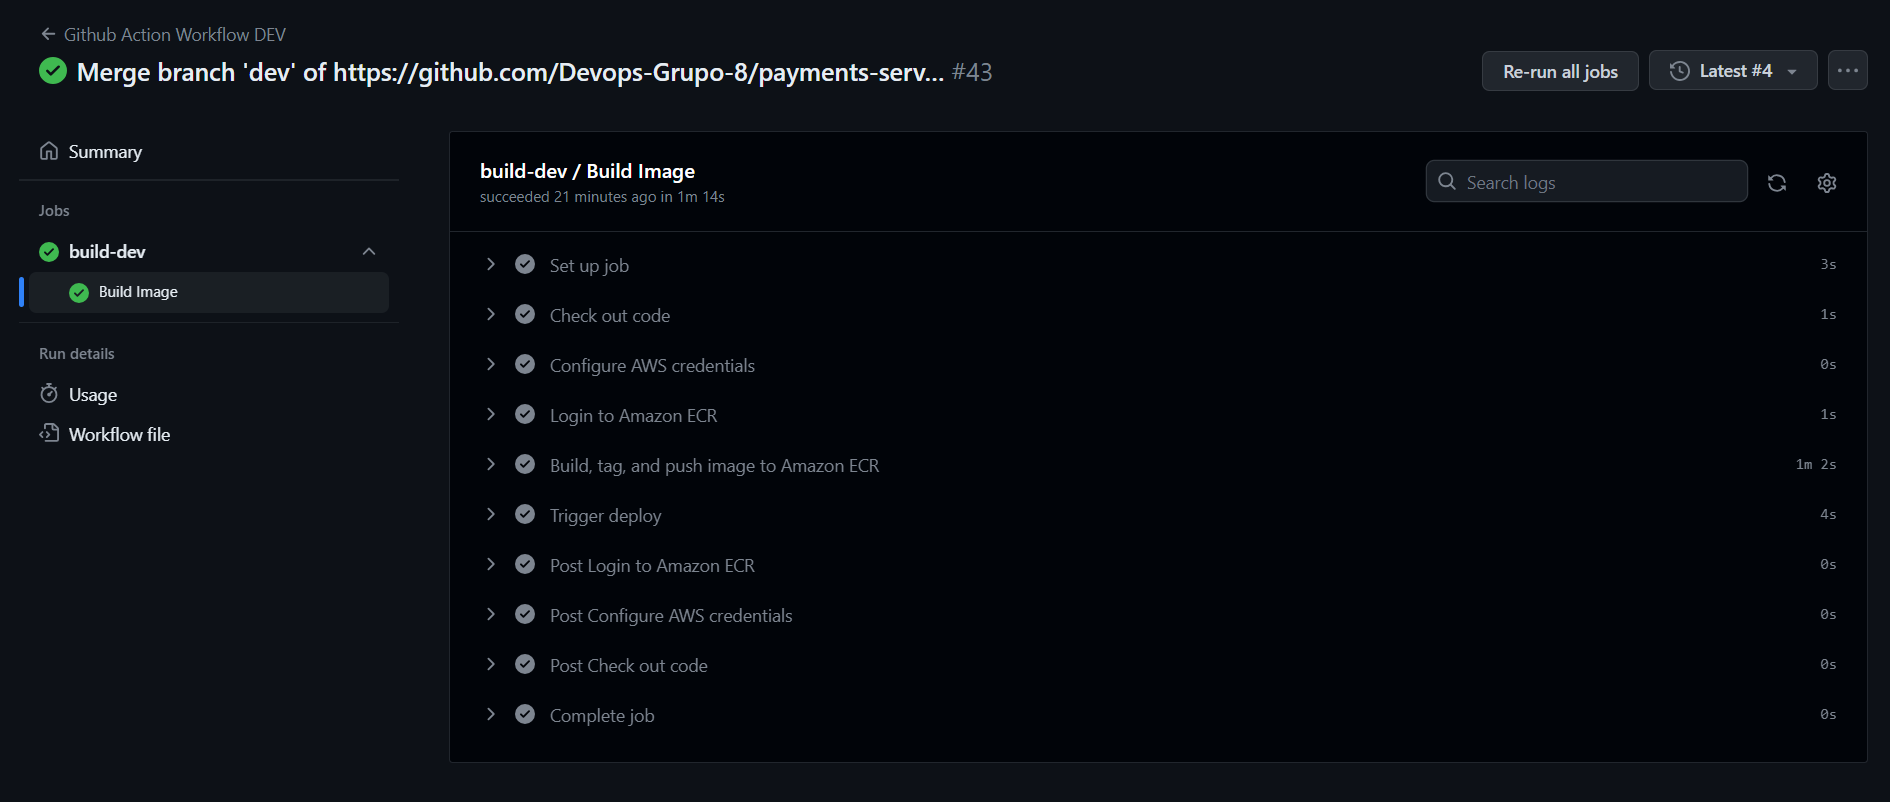 Github Action Workflow DEV
Merge branch 'dev' of https://github.com/Devops-Grupo-8/payments-serv... #43
Re-run all jobs
Latest #4
Summary
Jobs
build-dev
Build Image
Run details
Usage
Workflow file
build-dev / Build Image
succeeded 21 minutes ago in 1m 14s
Search logs
Set up job 3s
Check out code 1s
Configure AWS credentials 0s
Login to Amazon ECR 1s
Build, tag, and push image to Amazon ECR 1m 2s
Trigger deploy 4s
Post Login to Amazon ECR 0s
Post Configure AWS credentials 0s
Post Check out code 0s
Complete job 0s